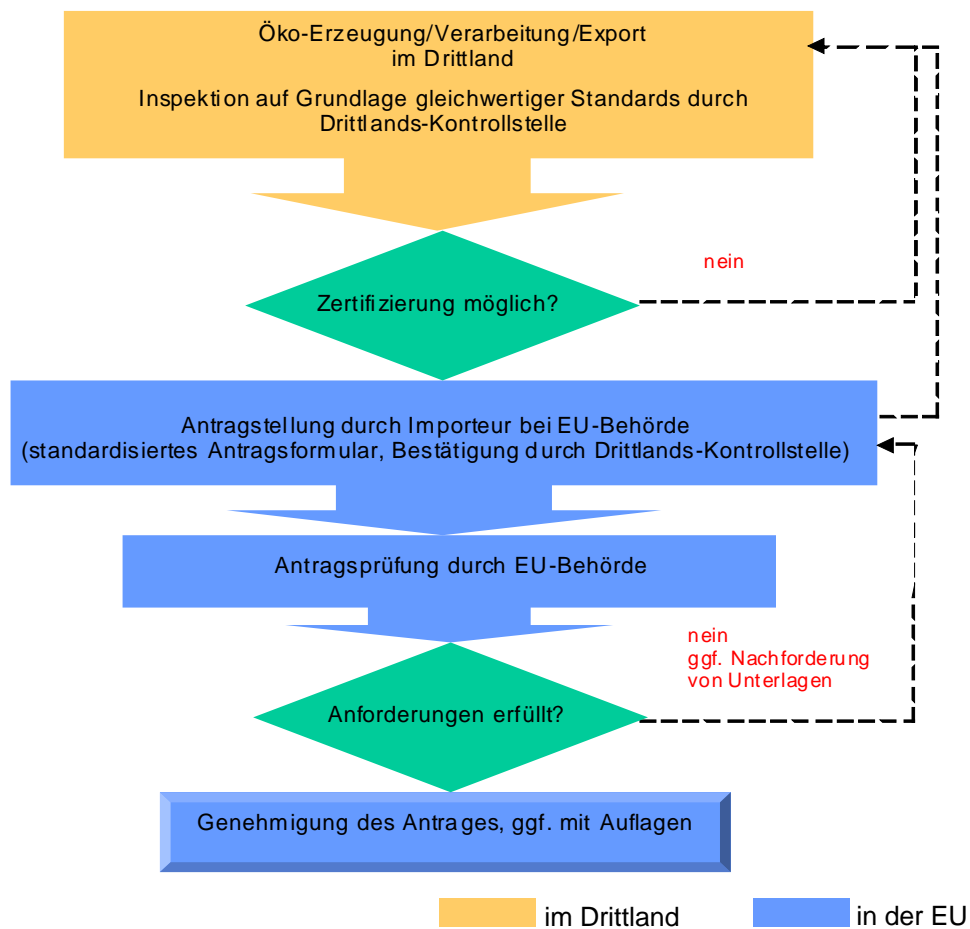 Öko-Erzeugung/Verarbeitung/Export
im Drittland
Inspektion auf Grundlage gleichwertiger Standards durch
Drittlands-Kontrollstelle
nein
Zertifizierung möglich?
Antragstellung durch Importeur bei EU-Behörde
(standardisiertes Antragsformular, Bestätigung durch Drittlands-Kontrollstelle)
Antragsprüfung durch EU-Behörde
nein
ggf. Nachforderung
von Unterlagen
Anforderungen erfüllt?
Genehmigung des Antrages, ggf. mit Auflagen
im Drittland
in der EU